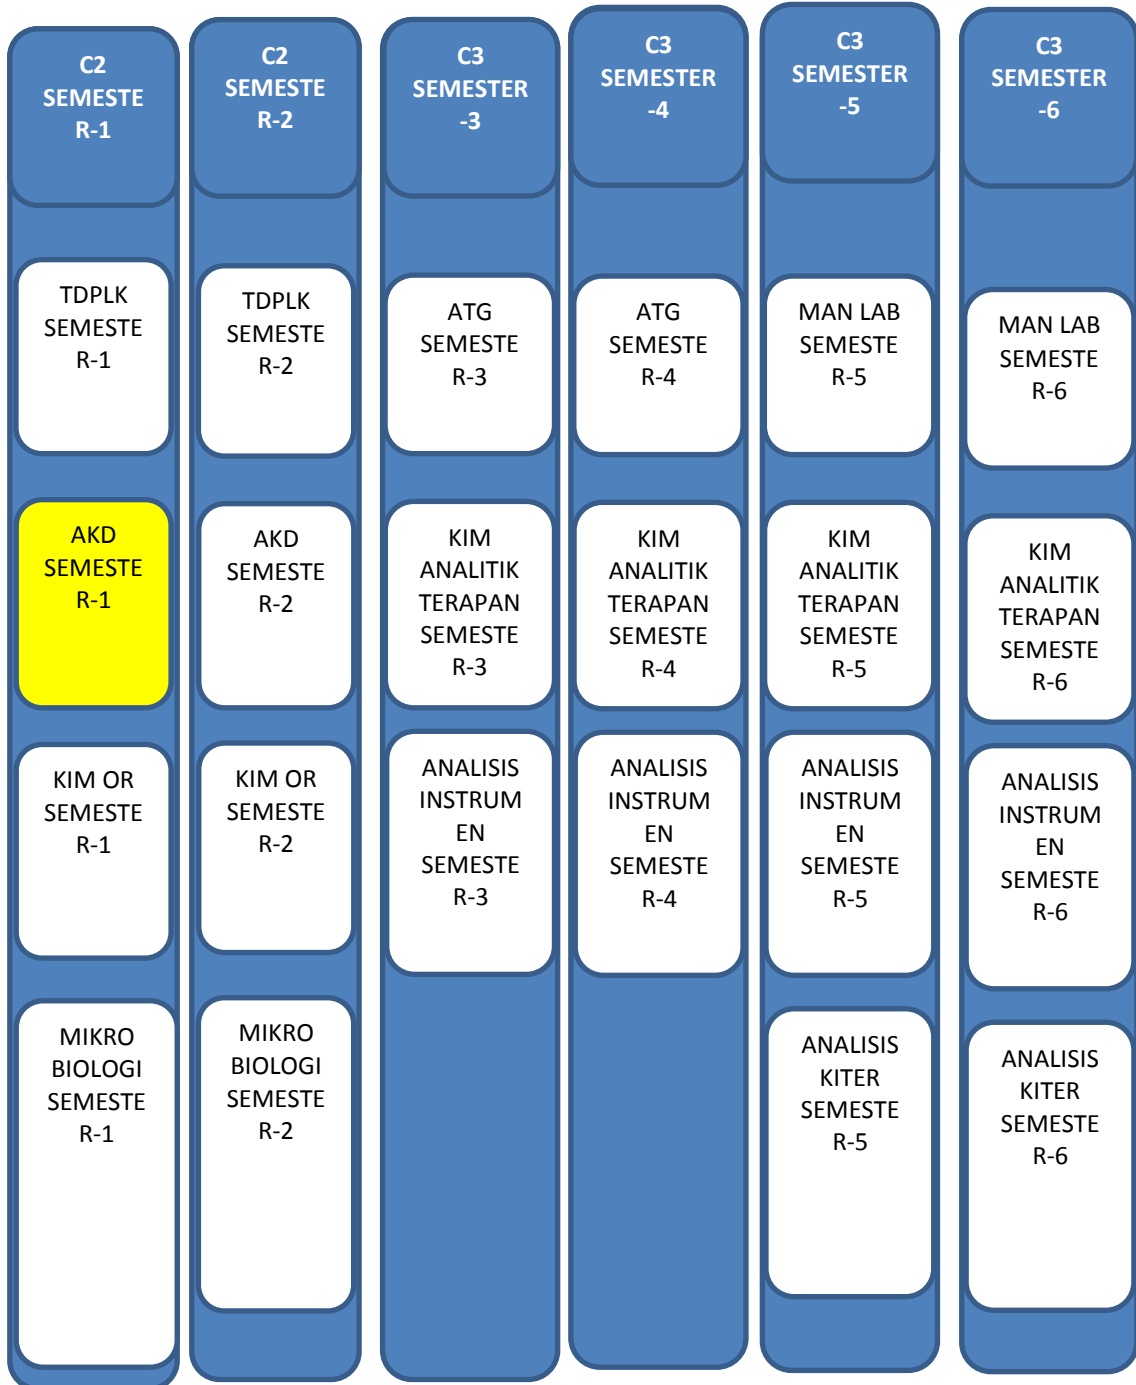 C2
SEMESTE
R-1
C2
SEMESTE
R-2
C3
SEMESTER
-3
C3
SEMESTER
-4
C3
SEMESTER
-5
C3
SEMESTER
-6
TDPLK
SEMESTE
R-1
TDPLK
SEMESTE
R-2
ATG
SEMESTE
R-3
ATG
SEMESTE
R-4
MAN LAB
SEMESTE
R-5
MAN LAB
SEMESTE
R-6
AKD
SEMESTE
R-1
AKD
SEMESTE
R-2
KIM
ANALITIK
TERAPAN
SEMESTE
R-3
KIM
ANALITIK
TERAPAN
SEMESTE
R-4
KIM
ANALITIK
TERAPAN
SEMESTE
R-5
KIM
ANALITIK
TERAPAN
SEMESTE
R-6
KIM OR
SEMESTE
R-1
KIM OR
SEMESTE
R-2
ANALISIS
INSTRUM
EN
SEMESTE
R-3
ANALISIS
INSTRUM
EN
SEMESTE
R-4
ANALISIS
INSTRUM
EN
SEMESTE
R-5
ANALISIS
INSTRUM
EN
SEMESTE
R-6
MIKRO
BIOLOGI
SEMESTE
R-1
MIKRO
BIOLOGI
SEMESTE
R-2
ANALISIS
KITER
SEMESTE
R-5
ANALISIS
KITER
SEMESTE
R-6